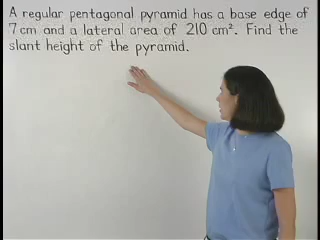 A regular pentagonal pyramid has a base edge of
7 cm and a lateral area of 210 cm². Find the
slant height of the pyramid.